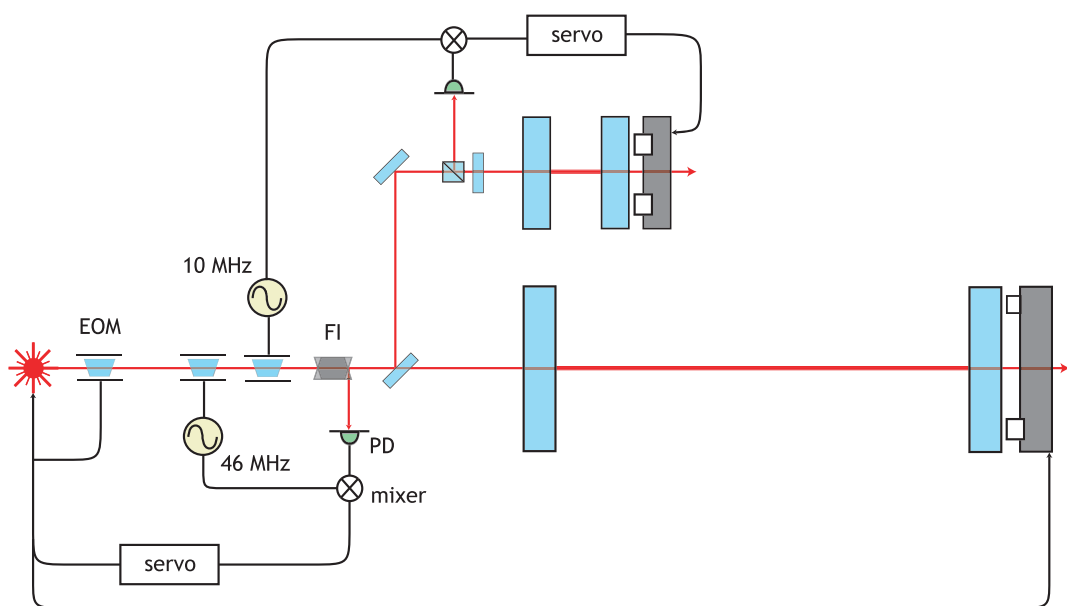 servo
10 MHz
EOM
FI
PD
46 MHz
mixer
servo